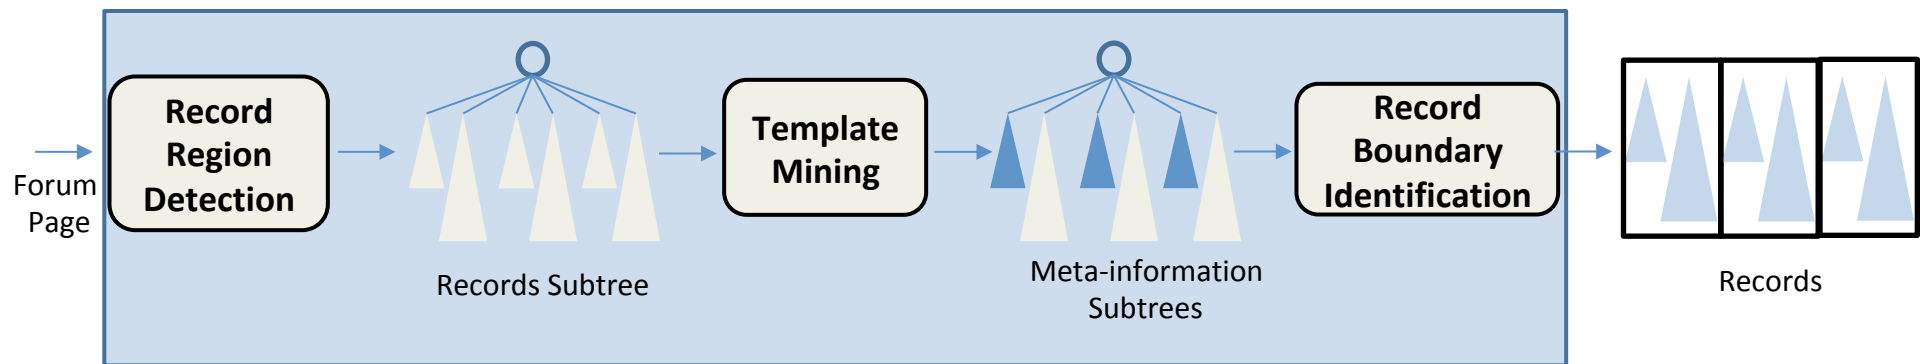 Forum
Page
Record
Region
Detection
Records Subtree
Template
Mining
Meta-information
Subtrees
Record
Boundary
Identification
Records